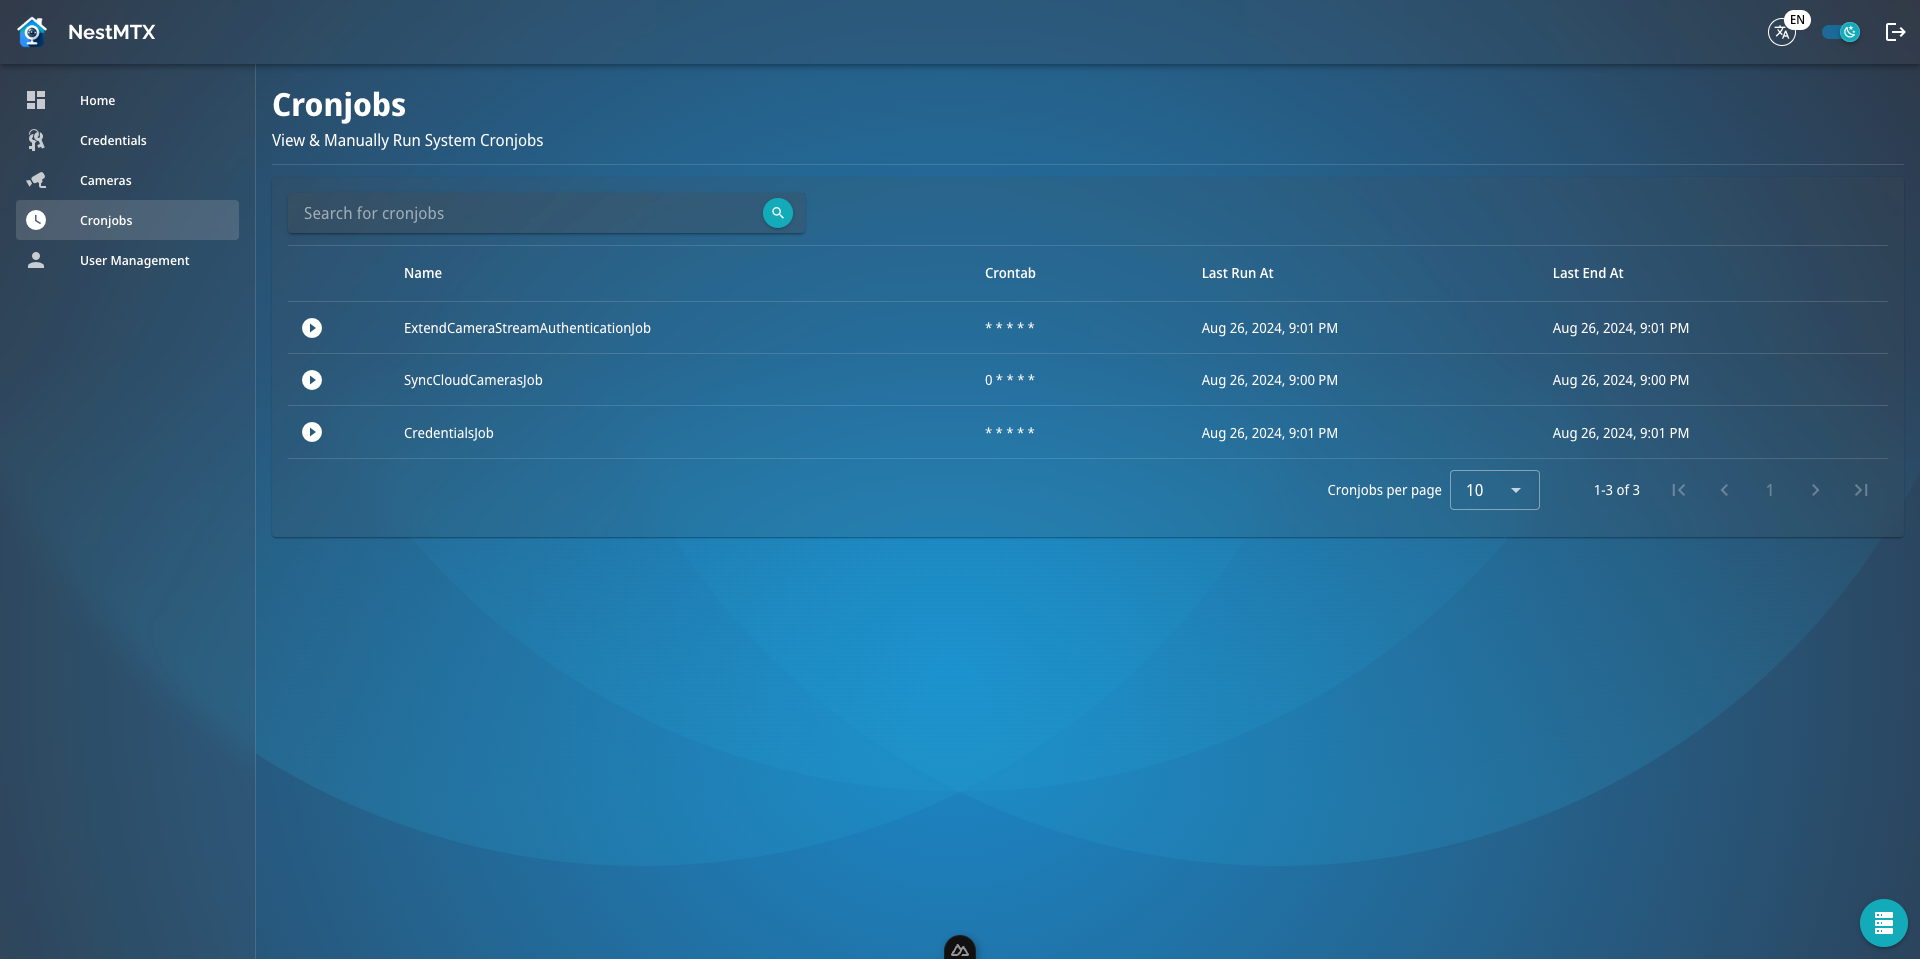 NestMTX
EN
Home
Credentials
Cameras
Cronjobs
User Management
Cronjobs
View & Manually Run System Cronjobs
Search for cronjobs
Name Crontab Last Run At Last End At
ExtendCameraStreamAuthenticationJob * * * * * Aug 26, 2024, 9:01 PM Aug 26, 2024, 9:01 PM
SyncCloudCamerasJob 0 * * * * Aug 26, 2024, 9:00 PM Aug 26, 2024, 9:00 PM
CredentialsJob * * * * * Aug 26, 2024, 9:01 PM Aug 26, 2024, 9:01 PM
Cronjobs per page 10 1-3 of 3 1